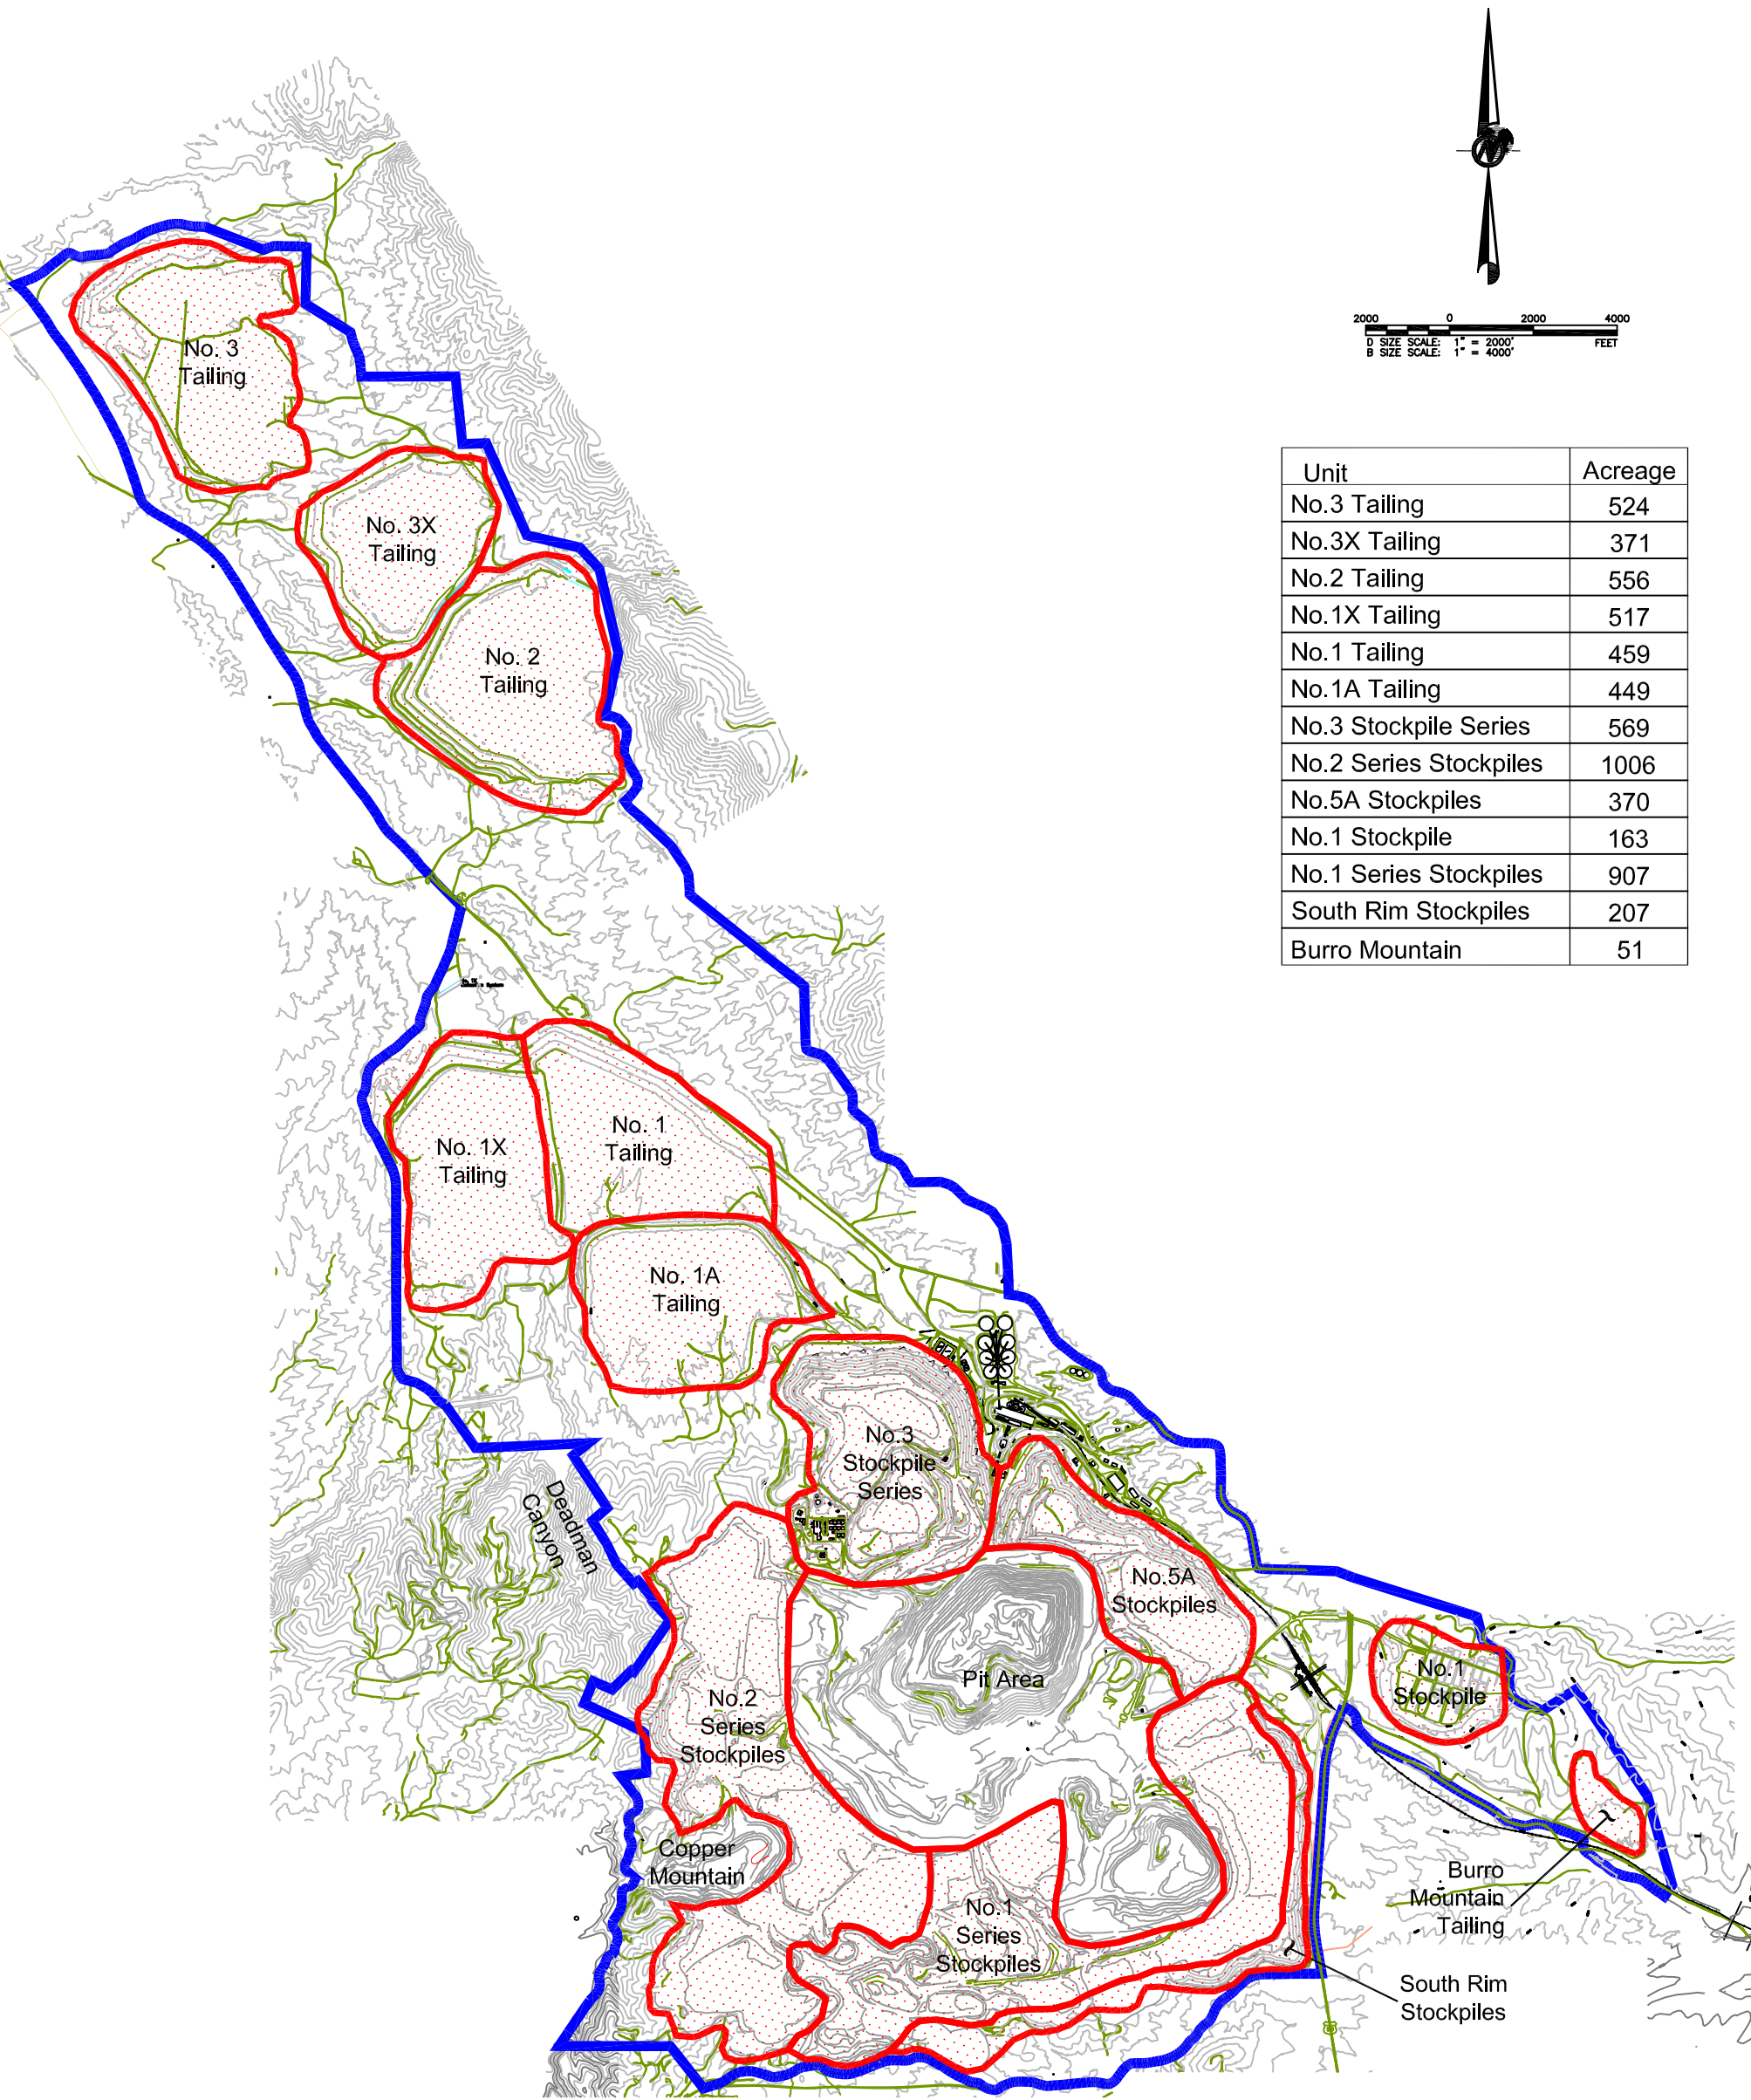 2000 0 2000 4000
D SIZE SCALE: 1" = 2000' FEET
B SIZE SCALE: 1" = 4000'
Unit Acreage
No.3 Tailing 524
No.3X Tailing 371
No.2 Tailing 556
No.1X Tailing 517
No.1 Tailing 459
No.1A Tailing 449
No.3 Stockpile Series 569
No.2 Series Stockpiles 1006
No.5A Stockpiles 370
No.1 Stockpile 163
No.1 Series Stockpiles 907
South Rim Stockpiles 207
Burro Mountain 51
No. 3
Tailing
No. 3X
Tailing
No. 2
Tailing
No. 1
Tailing
No. 1X
Tailing
No. 1A
Tailing
No.3
Stockpile
Series
Deadman
Canyon
No.5A
Stockpiles
Pit Area
No.1
Stockpile
No.2
Series
Stockpiles
Copper
Mountain
No.1
Series
Stockpiles
Burro
Mountain
Tailing
South Rim
Stockpiles